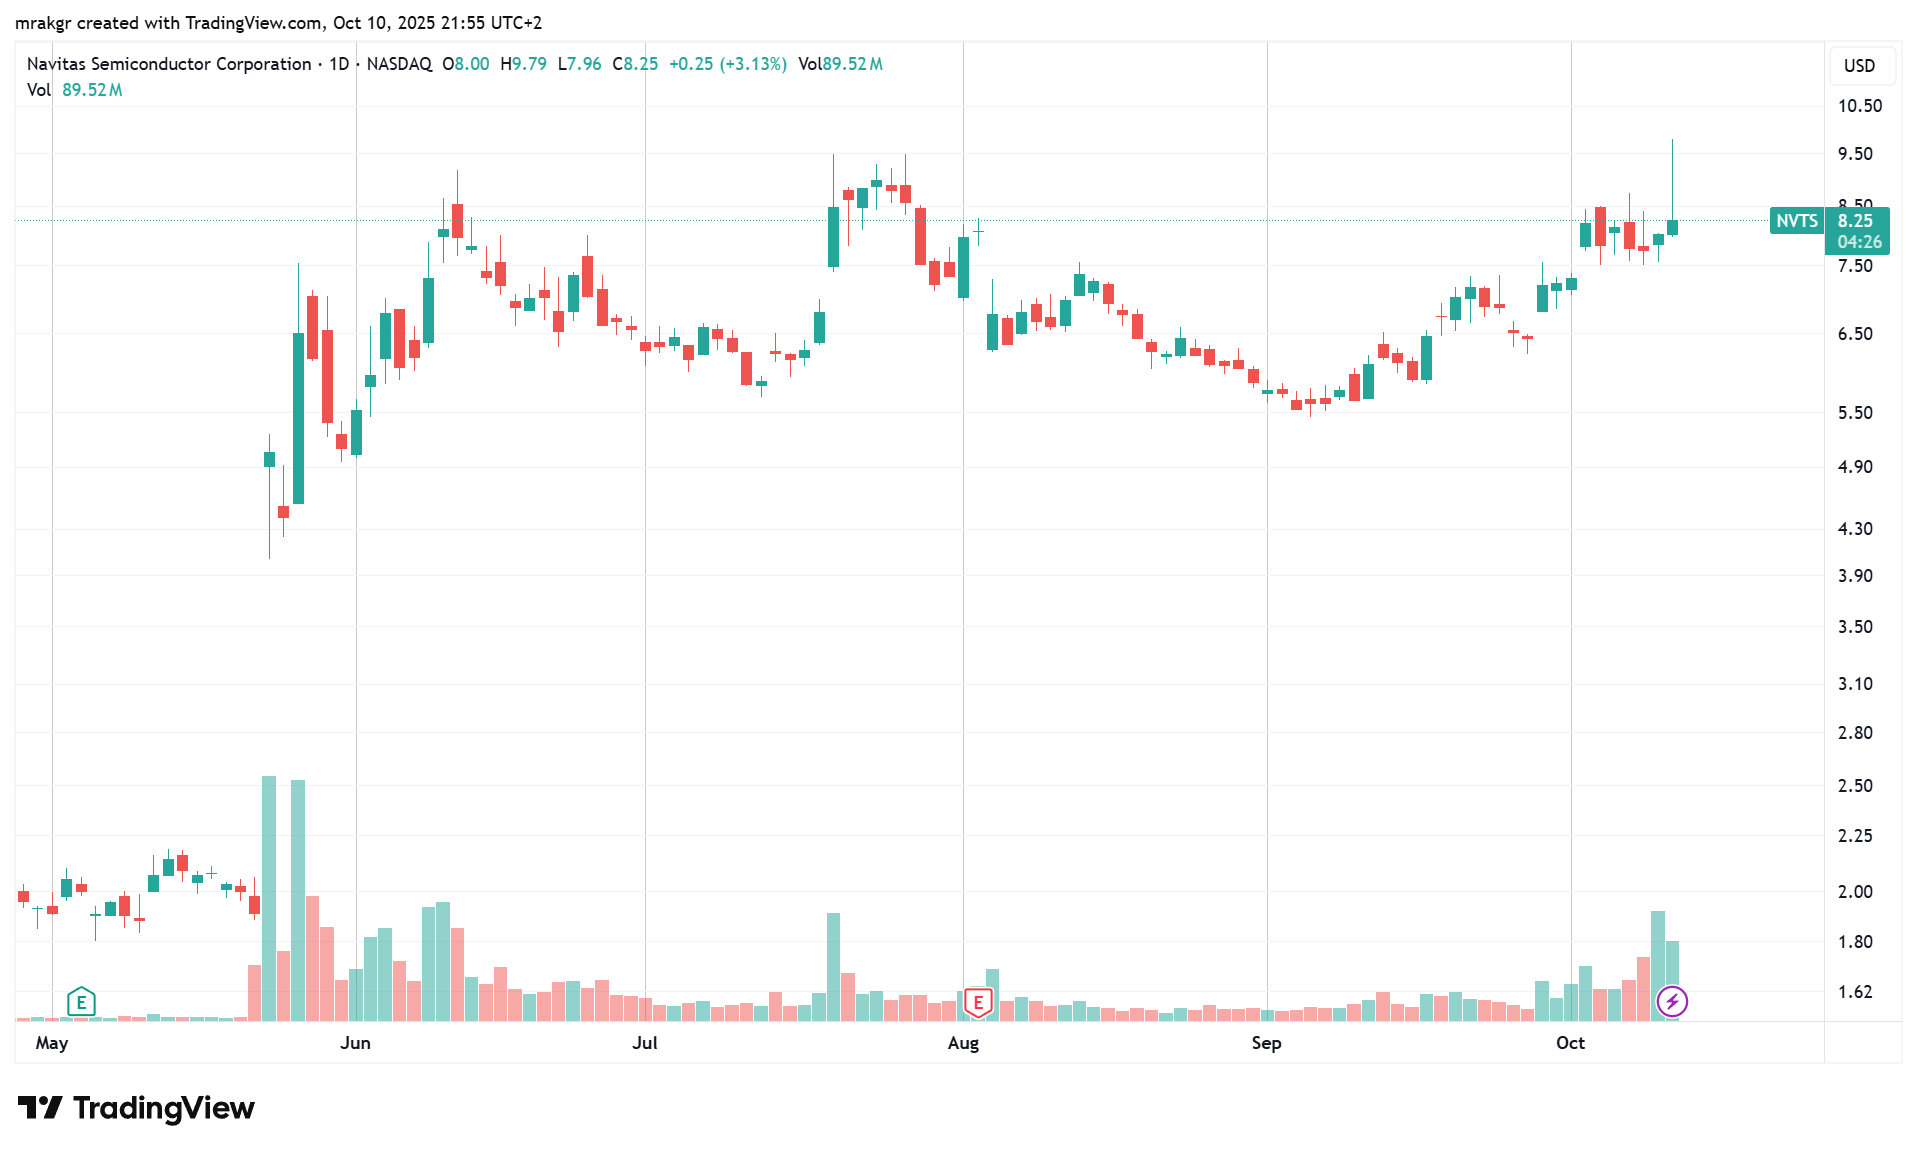 mrakgr created with TradingView.com, Oct 10, 2025 21:55 UTC+2
Navitas Semiconductor Corporation · 1D · NASDAQ O8.00 H9.79 L7.96 C8.25 +0.25 (+3.13%) Vol89.52 M
Vol 89.52 M
USD
10.50
9.50
8.50
NVTS 8.25
04:26
7.50
6.50
5.50
4.90
4.30
3.90
3.50
3.10
2.80
2.50
2.25
2.00
1.80
1.62
E E
May Jun Jul Aug Sep Oct
TradingView